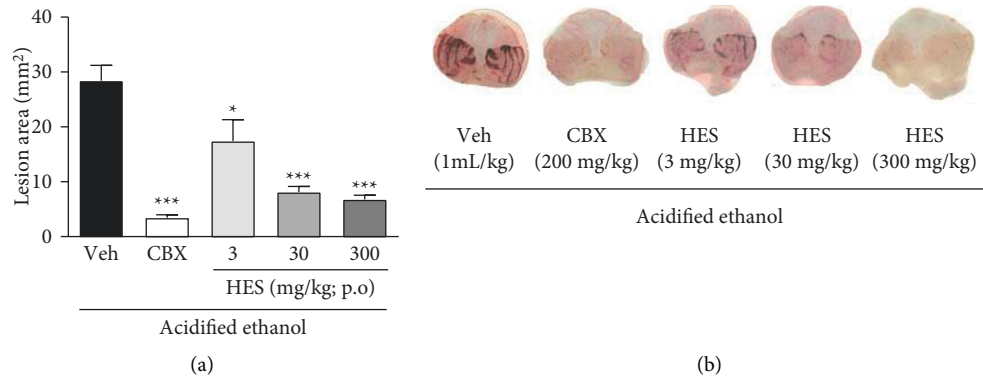 Lesion area (mm²)
40
30
20
10
0
***
*
***
***
Veh CBX 3 30 300
HES (mg/kg; p.o)
Acidified ethanol
(a)
Veh CBX HES HES HES
(1mL/kg) (200 mg/kg) (3 mg/kg) (30 mg/kg) (300 mg/kg)
Acidified ethanol
(b)